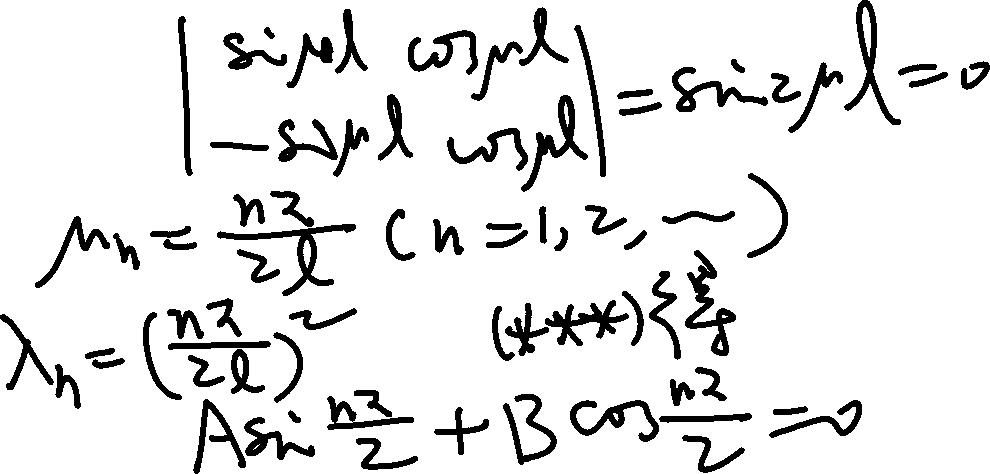 | sinμl cosμl |
| -sinμl cosμl | = sin2μl = 0
μn = nπ/2l (n=1,2,~)
λn = (nπ/2l)² (***){
A sin nπ/2 + B cos nπ/2 = 0